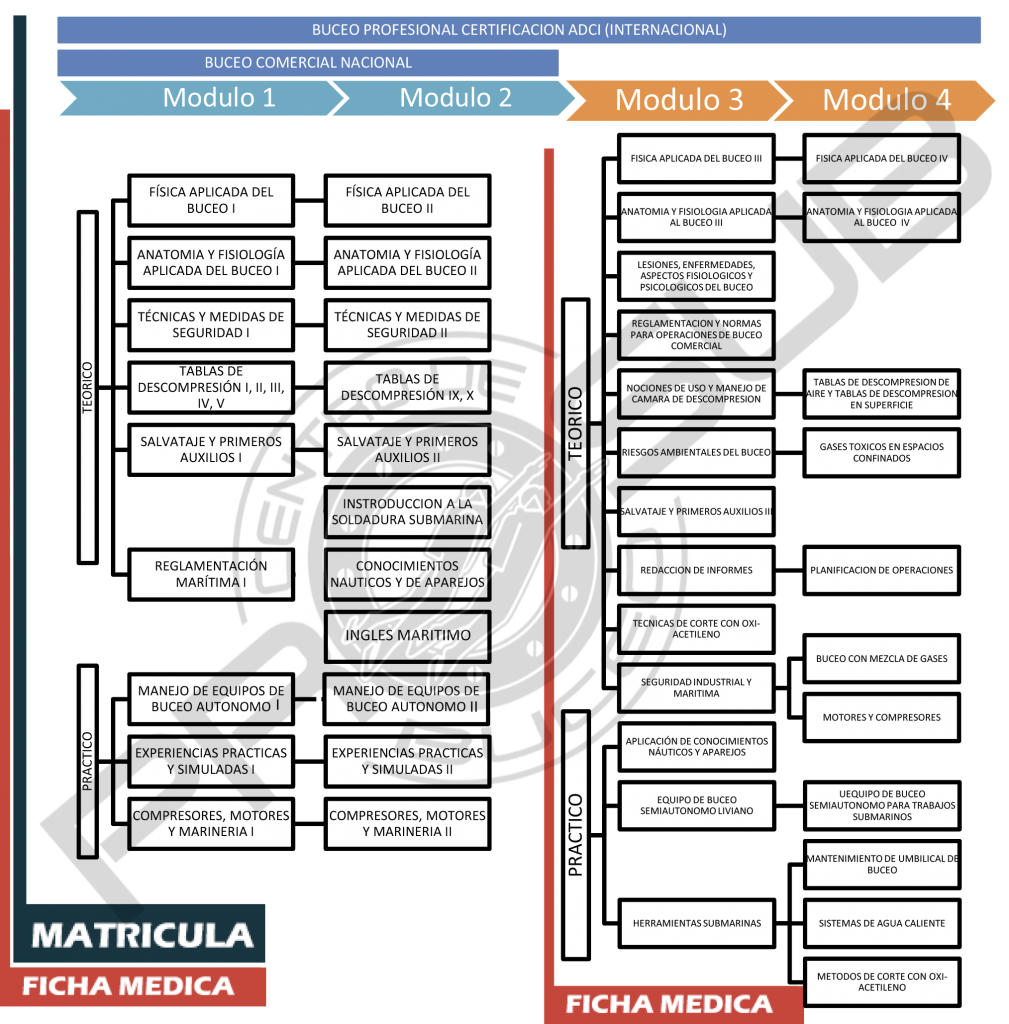 BUCEO PROFESIONAL CERTIFICACION ADCI (INTERNACIONAL)
BUCEO COMERCIAL NACIONAL
Modulo 1
Modulo 2
Modulo 3
Modulo 4
TEORICO
FÍSICA APLICADA DEL
BUCEO I
FÍSICA APLICADA DEL
BUCEO II
ANATOMIA Y FISIOLOGÍA
APLICADA DEL BUCEO I
ANATOMIA Y FISIOLOGÍA
APLICADA DEL BUCEO II
TÉCNICAS Y MEDIDAS DE
SEGURIDAD I
TÉCNICAS Y MEDIDAS DE
SEGURIDAD II
TABLAS DE
DESCOMPRESIÓN I, II, III,
IV, V
TABLAS DE
DESCOMPRESIÓN IX, X
SALVATAJE Y PRIMEROS
AUXILIOS I
SALVATAJE Y PRIMEROS
AUXILIOS II
INSTRODUCCION A LA
SOLDADURA SUBMARINA
REGLAMENTACIÓN
MARÍTIMA I
CONOCIMIENTOS
NAUTICOS Y DE APAREJOS
INGLES MARITIMO
PRACTICO
MANEJO DE EQUIPOS DE
BUCEO AUTONOMO I
MANEJO DE EQUIPOS DE
BUCEO AUTONOMO II
EXPERIENCIAS PRACTICAS
Y SIMULADAS I
EXPERIENCIAS PRACTICAS
Y SIMULADAS II
COMPRESORES, MOTORES
Y MARINERIA I
COMPRESORES, MOTORES
Y MARINERIA II
MATRICULA
FICHA MEDICA
TEORICO
FISICA APLICADA DEL BUCEO III
FISICA APLICADA DEL BUCEO IV
ANATOMIA Y FISIOLOGIA APLICADA
AL BUCEO III
ANATOMIA Y FISIOLOGIA APLICADA
AL BUCEO IV
LESIONES, ENFERMEDADES,
ASPECTOS FISIOLOGICOS Y
PSICOLOGICOS DEL BUCEO
REGLAMENTACION Y NORMAS
PARA OPERACIONES DE BUCEO
COMERCIAL
NOCIONES DE USO Y MANEJO DE
CAMARA DE DESCOMPRESION
TABLAS DE DESCOMPRESION DE
AIRE Y TABLAS DE DESCOMPRESION
EN SUPERFICIE
RIESGOS AMBIENTALES DEL BUCEO
GASES TOXICOS EN ESPACIOS
CONFINADOS
SALVATAJE Y PRIMEROS AUXILIOS III
REDACCION DE INFORMES
PLANIFICACION DE OPERACIONES
TECNICAS DE CORTE CON OXI-
ACETILENO
SEGURIDAD INDUSTRIAL Y
MARITIMA
BUCEO CON MEZCLA DE GASES
MOTORES Y COMPRESORES
PRACTICO
APLICACIÓN DE CONOCIMIENTOS
NÁUTICOS Y APAREJOS
EQUIPO DE BUCEO
SEMIAUTONOMO LIVIANO
UEQUIPO DE BUCEO
SEMIAUTONOMO PARA TRABAJOS
SUBMARINOS
HERRAMIENTAS SUBMARINAS
MANTENIMIENTO DE UMBILICAL DE
BUCEO
SISTEMAS DE AGUA CALIENTE
METODOS DE CORTE CON OXI-
ACETILENO
FICHA MEDICA
PROSUB
CENTRO DE
BUCEO